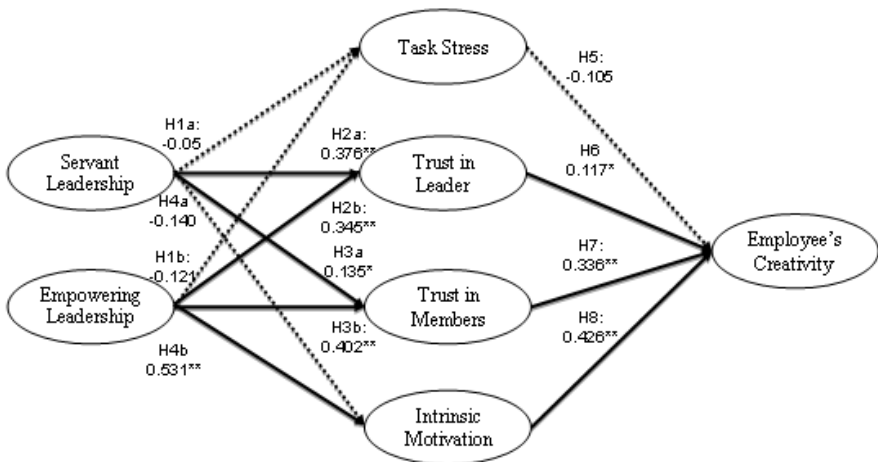 Task Stress
H5:
-0.105
H1a:
-0.05
H2a:
0.376**
Servant
Leadership
Trust in
Leader
H6
0.117*
H4a
-0.140
H2b:
0.345**
H1b:
-0.121
H3a
0.135*
H7:
0.336**
Employee's
Creativity
Empowering
Leadership
Trust in
Members
H3b:
0.402**
H8:
0.426**
H4b
0.531**
Intrinsic
Motivation